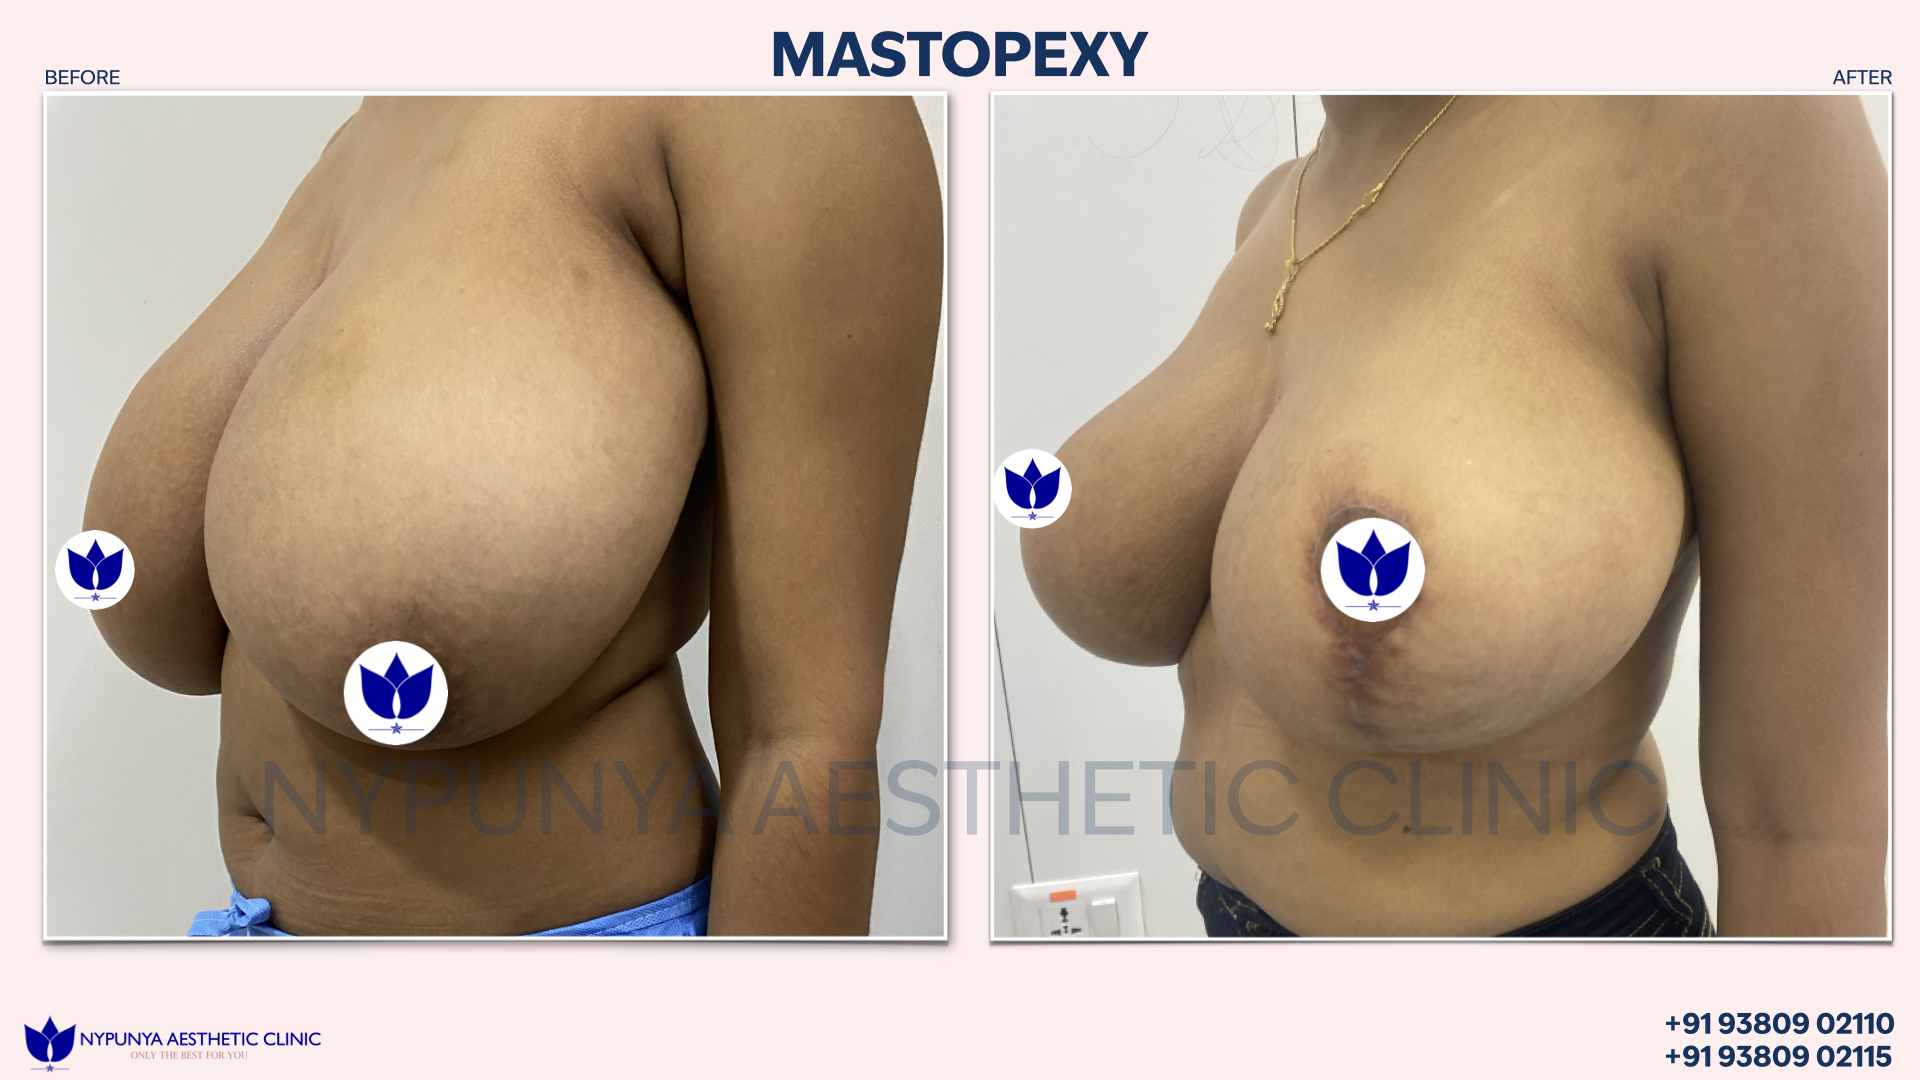 MASTOPEXY
BEFORE
AFTER
NYPUNYA AESTHETIC CLINIC
NYPUNYA AESTHETIC CLINIC
ONLY THE BEST FOR YOU
+91 93809 02110
+91 93809 02115